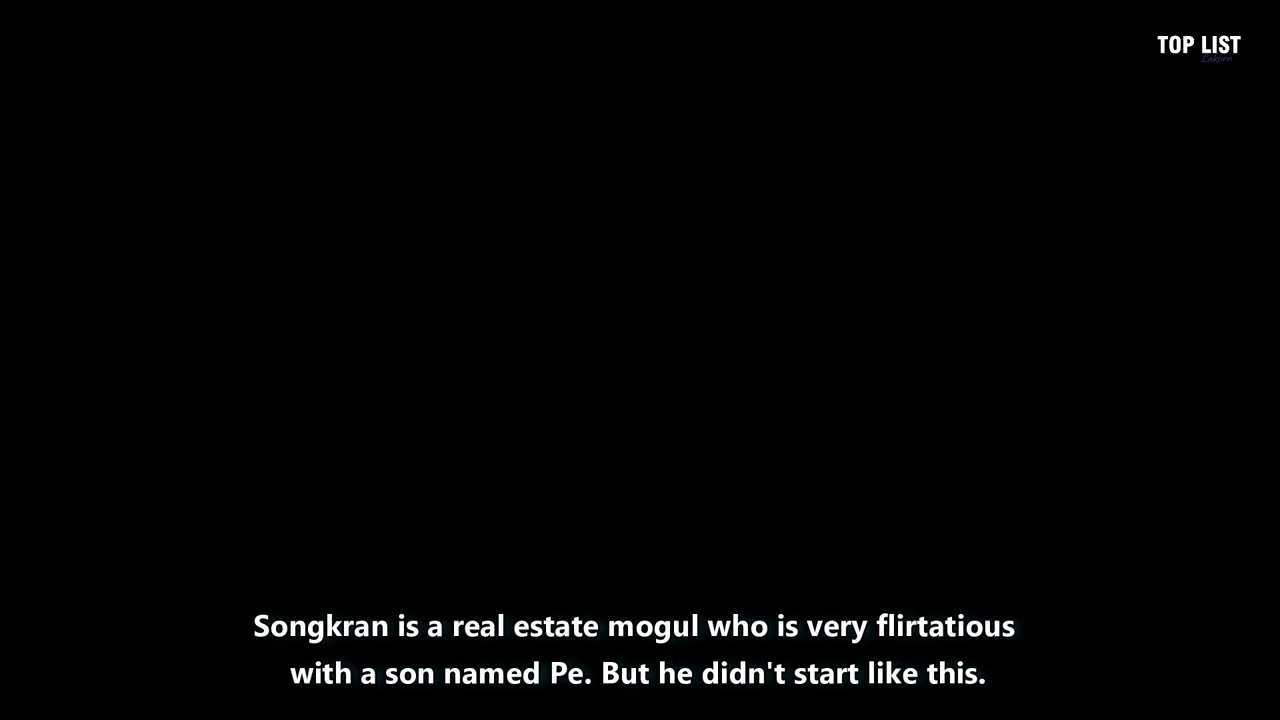 TOP LIST
Lakorn
Songkran is a real estate mogul who is very flirtatious
with a son named Pe. But he didn't start like this.